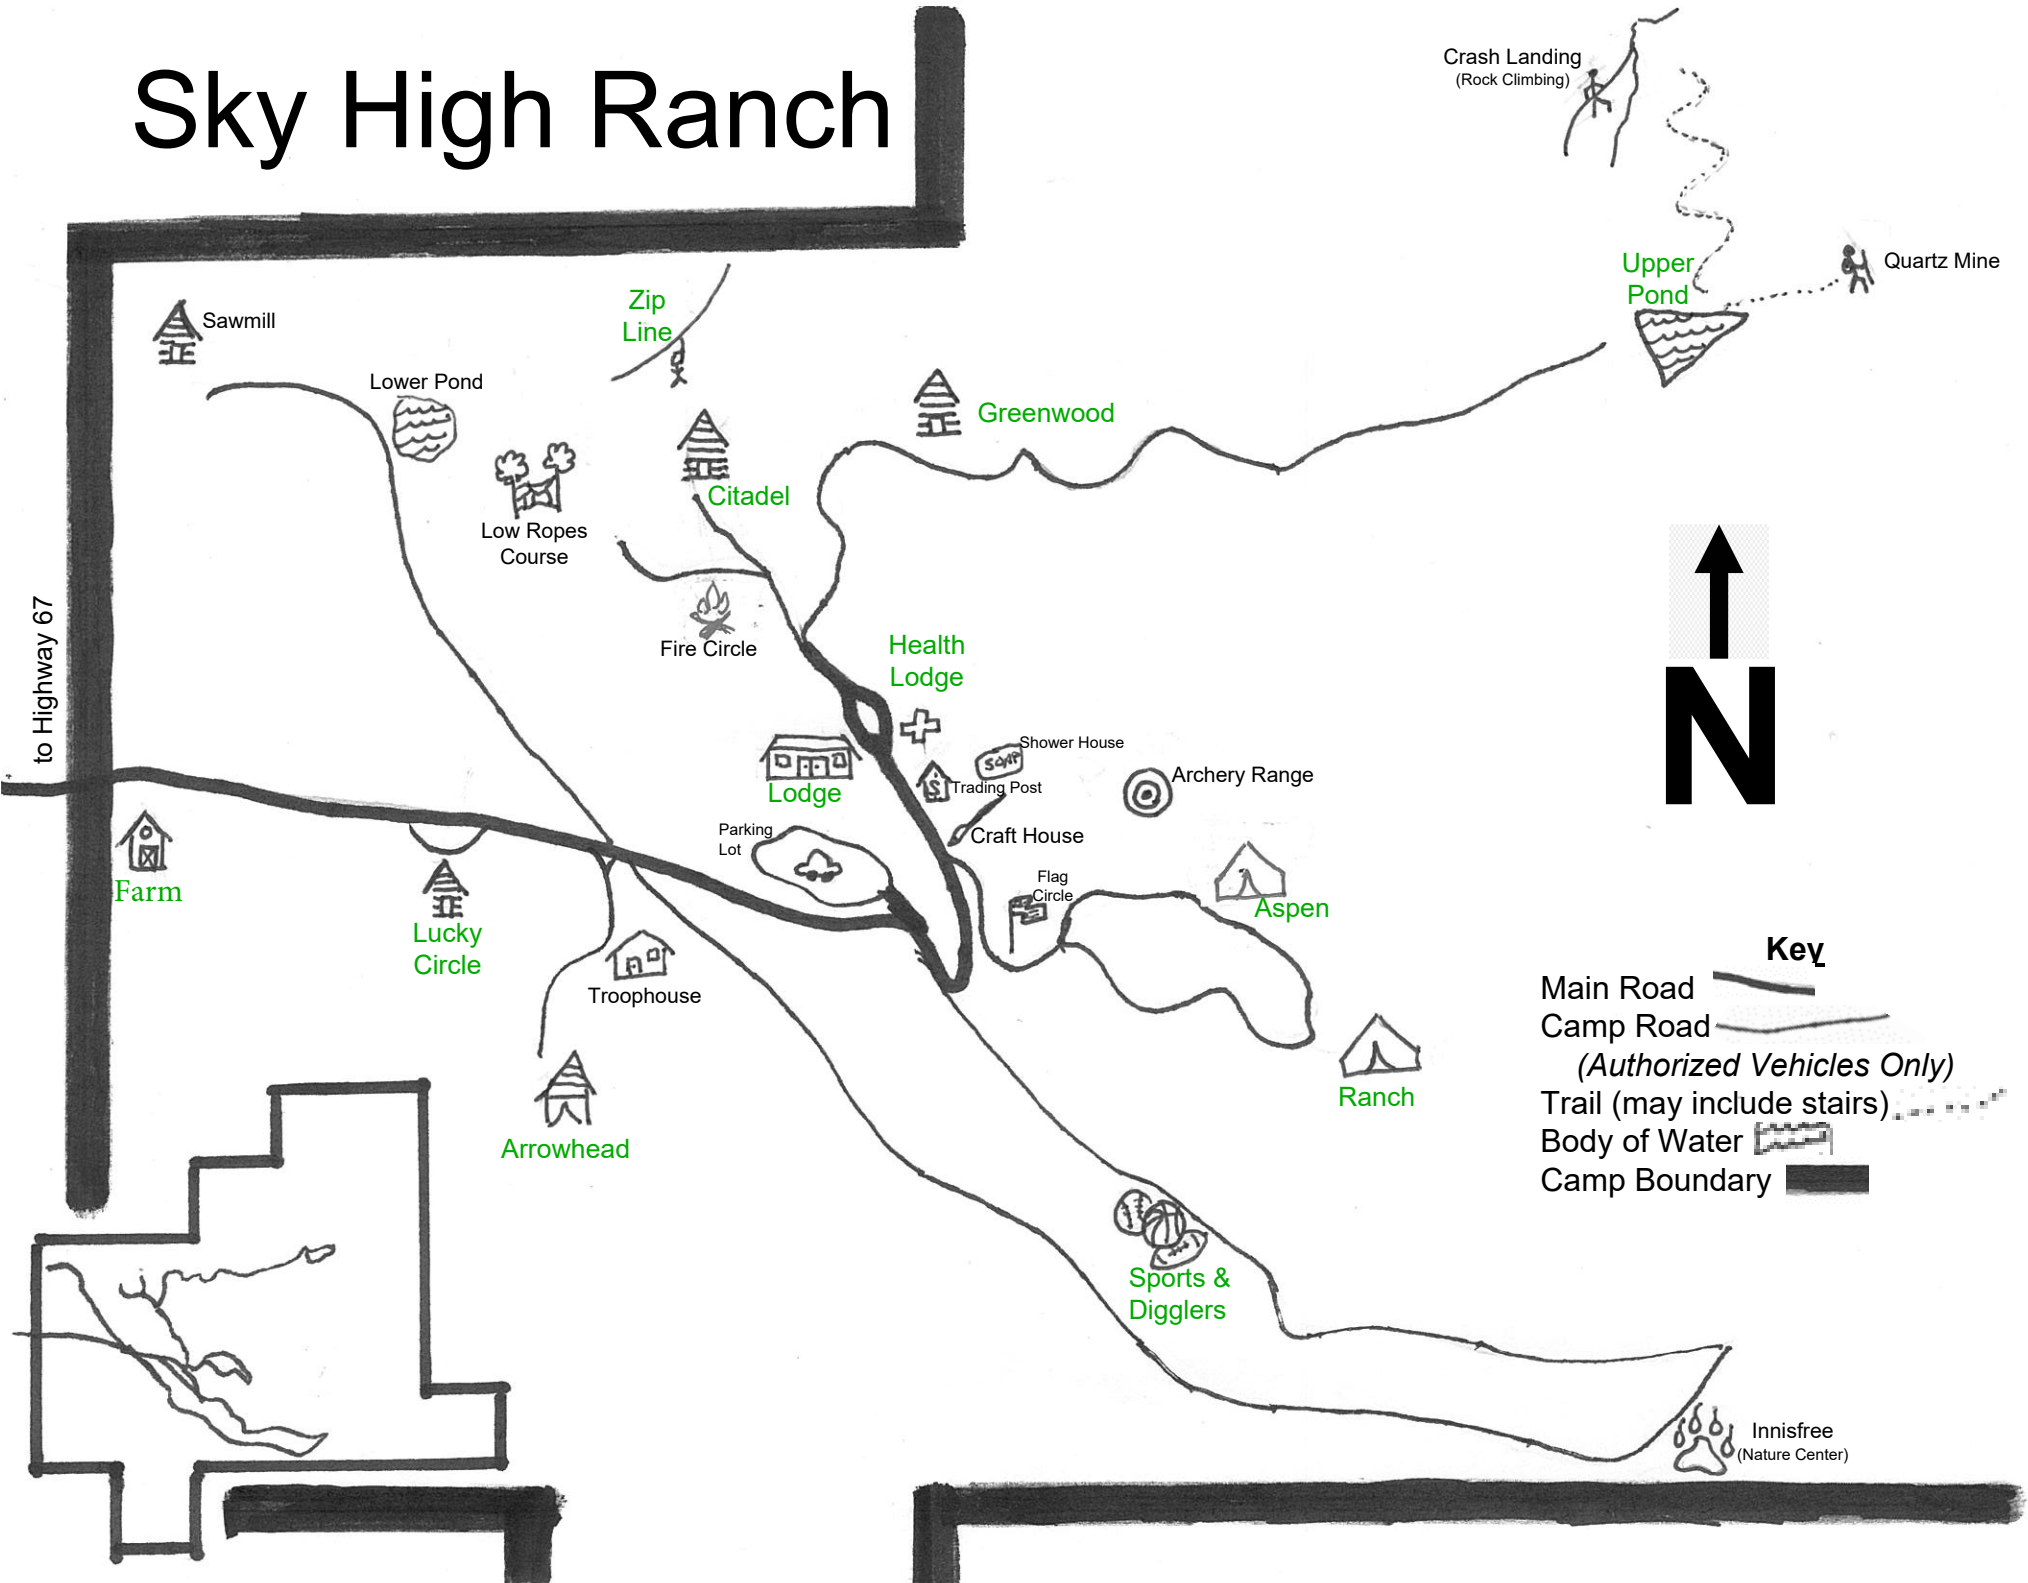 Sky High Ranch
Crash Landing
(Rock Climbing)
Upper
Pond
Quartz Mine
Sawmill
Zip
Line
Lower Pond
Greenwood
Citadel
Low Ropes
Course
to Highway 67
N
Fire Circle
Health
Lodge
Shower House
SOAP
Lodge
$
Trading Post
Archery Range
Parking
Lot
Craft House
Farm
Flag
Circle
Aspen
Lucky
Circle
Troophouse
Ranch
Arrowhead
Key
Main Road
Camp Road
(Authorized Vehicles Only)
Trail (may include stairs)
Body of Water
Camp Boundary
Sports &
Digglers
Innisfree
(Nature Center)